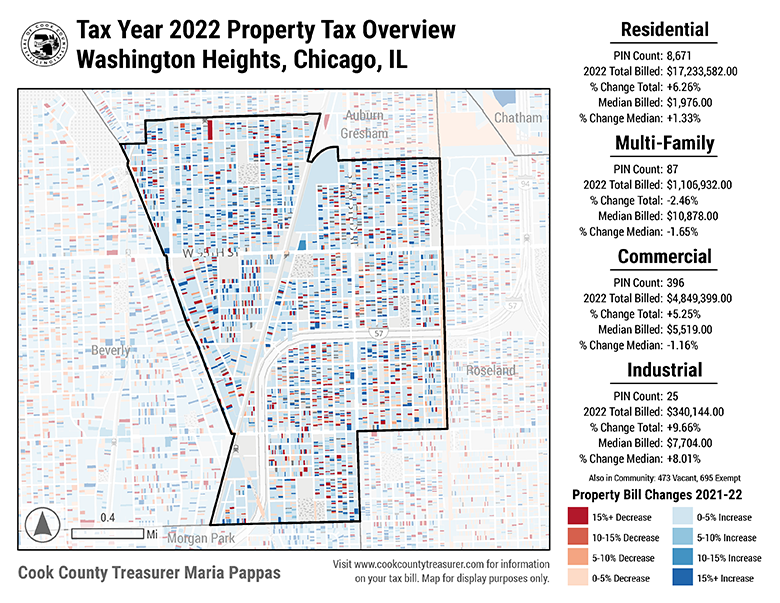 Tax Year 2022 Property Tax Overview
Washington Heights, Chicago, IL
Auburn
Gresham
Chatham
94
W 95TH ST
57
57
Beverly
Roseland
Morgan Park
0.4
Mi
Cook County Treasurer Maria Pappas
Visit www.cookcountytreasurer.com for information
on your tax bill. Map for display purposes only.
Residential
PIN Count: 8,671
2022 Total Billed: $17,233,582.00
% Change Total: +6.26%
Median Billed: $1,976.00
% Change Median: +1.33%
Multi-Family
PIN Count: 87
2022 Total Billed: $1,106,932.00
% Change Total: -2.46%
Median Billed: $10,878.00
% Change Median: -1.65%
Commercial
PIN Count: 396
2022 Total Billed: $4,849,399.00
% Change Total: +5.25%
Median Billed: $5,519.00
% Change Median: -1.16%
Industrial
PIN Count: 25
2022 Total Billed: $340,144.00
% Change Total: +9.66%
Median Billed: $7,704.00
% Change Median: +8.01%
Also in Community: 473 Vacant, 695 Exempt
Property Bill Changes 2021-22
15%+ Decrease
10-15% Decrease
5-10% Decrease
0-5% Decrease
0-5% Increase
5-10% Increase
10-15% Increase
15%+ Increase